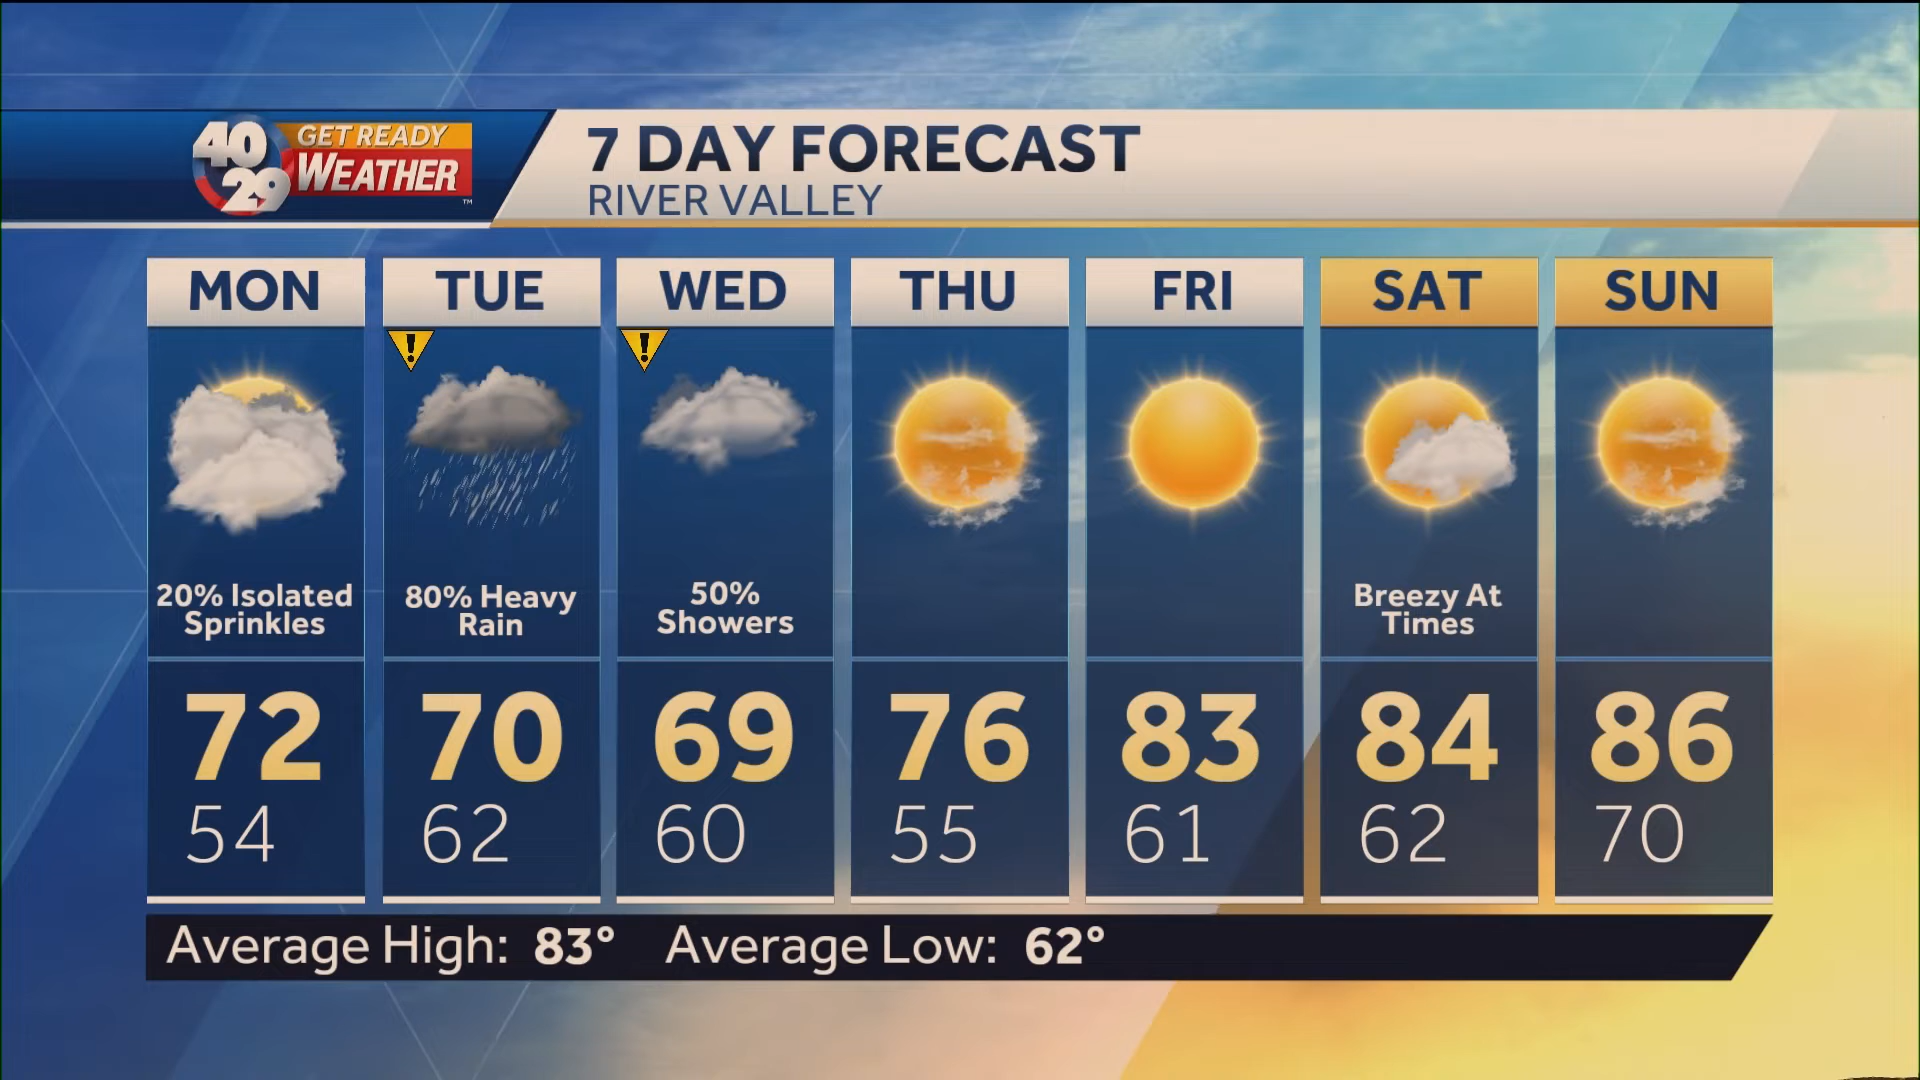 40
29
GET READY
WEATHER
™
7 DAY FORECAST
RIVER VALLEY
MON
20% Isolated
Sprinkles
72
54
TUE
!
80% Heavy
Rain
70
62
WED
!
50%
Showers
69
60
THU
76
55
FRI
83
61
SAT
Breezy At
Times
84
62
SUN
86
70
Average High: 83° Average Low: 62°